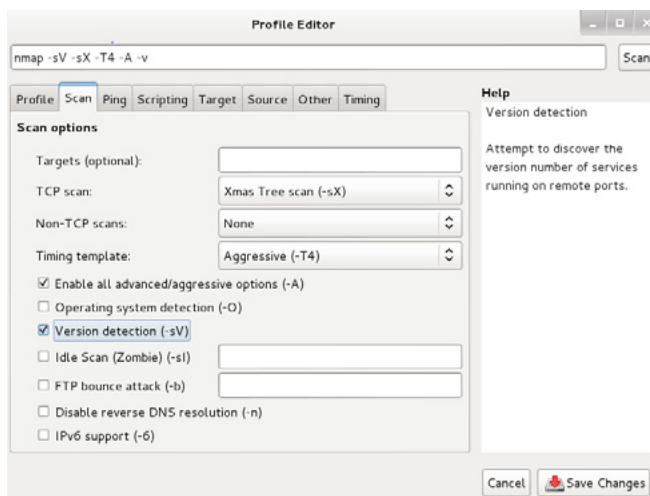 Profile Editor
nmap -sV -sX -T4 -A -v
Scan
Profile Scan Ping Scripting Target Source Other Timing
Scan options
Targets (optional):
TCP scan: Xmas Tree scan (-sX)
Non-TCP scans: None
Timing template: Aggressive (-T4)
Enable all advanced/aggressive options (-A)
Operating system detection (-O)
Version detection (-sV)
Idle Scan (Zombie) (-sI)
FTP bounce attack (-b)
Disable reverse DNS resolution (-n)
IPv6 support (-6)
Help
Version detection
Attempt to discover the
version number of services
running on remote ports.
Cancel Save Changes